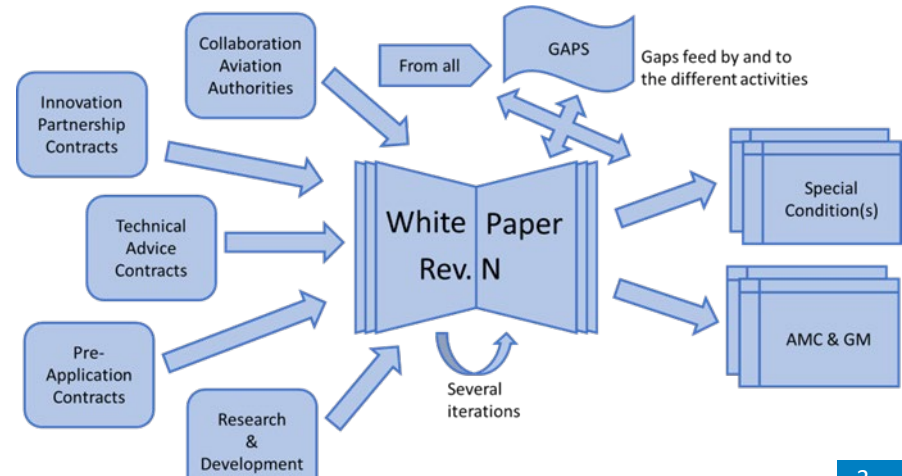 Collaboration
Aviation
Authorities
From all
GAPS
Gaps feed by and to
the different activities
Innovation
Partnership
Contracts
Technical
Advice
Contracts
White Paper
Rev. N
Special
Condition(s)
Pre-
Application
Contracts
AMC & GM
Several
iterations
Research
&
Development